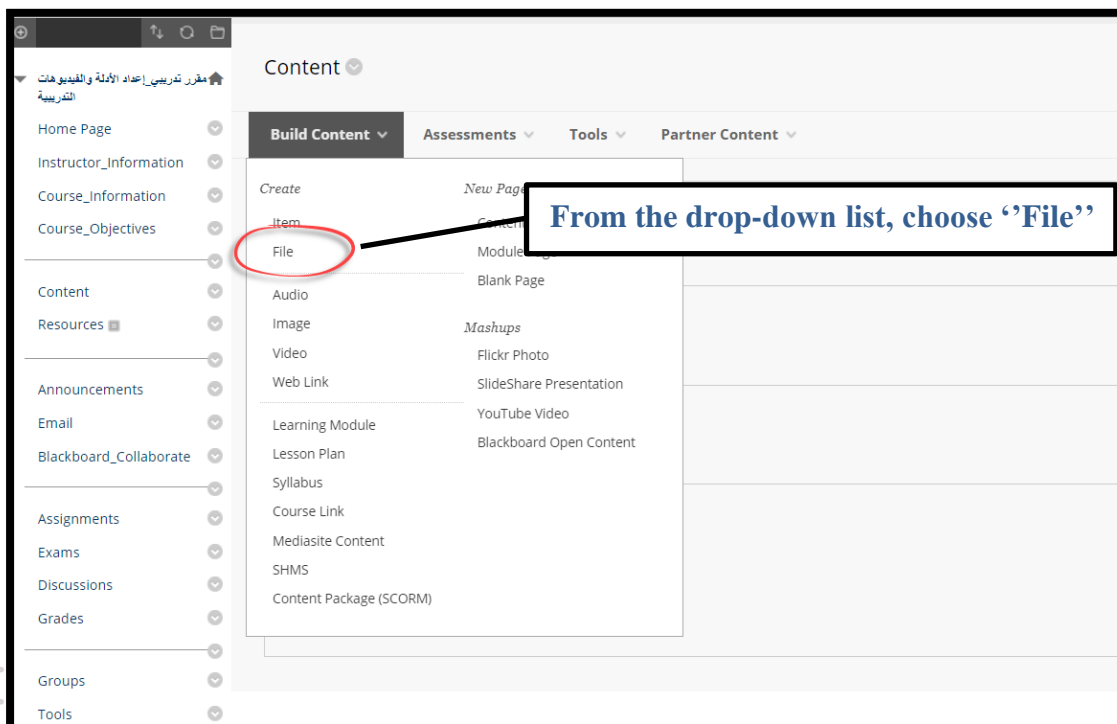 مقرر تدريبي_إعداد الأدلة والفيديوهات
التدريبية
Home Page
Instructor_Information
Course_Information
Course_Objectives
Content
Resources
Announcements
Email
Blackboard_Collaborate
Assignments
Exams
Discussions
Grades
Groups
Tools
Content
Build Content
Assessments
Tools
Partner Content
Create
Item
File
Audio
Image
Video
Web Link
Learning Module
Lesson Plan
Syllabus
Course Link
Mediasite Content
SHMS
Content Package (SCORM)
New Page
Content
Module
Blank Page
Mashups
Flickr Photo
SlideShare Presentation
YouTube Video
Blackboard Open Content
From the drop-down list, choose ‘’File’’